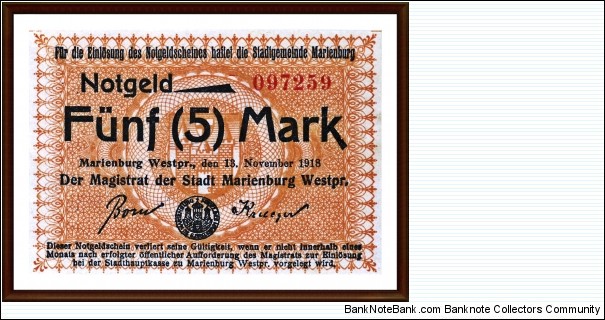 Für die Einlösung des Notgeldscheines haftet die Stadtgemeinde Marienburg
Notgeld 097259
Fünf (5) Mark
Marienburg Westpr., den 13. November 1918
Der Magistrat der Stadt Marienburg Westpr.
Born Krueger
Dieser Notgeldschein verliert seine Gültigkeit, wenn er nicht innerhalb eines
Monats nach erfolgter öffentlicher Aufforderung des Magistrats zur Einlösung
bei der Stadthauptkasse zu Marienburg Westpr. vorgelegt wird.
BankNoteBank.com Banknote Collectors Community